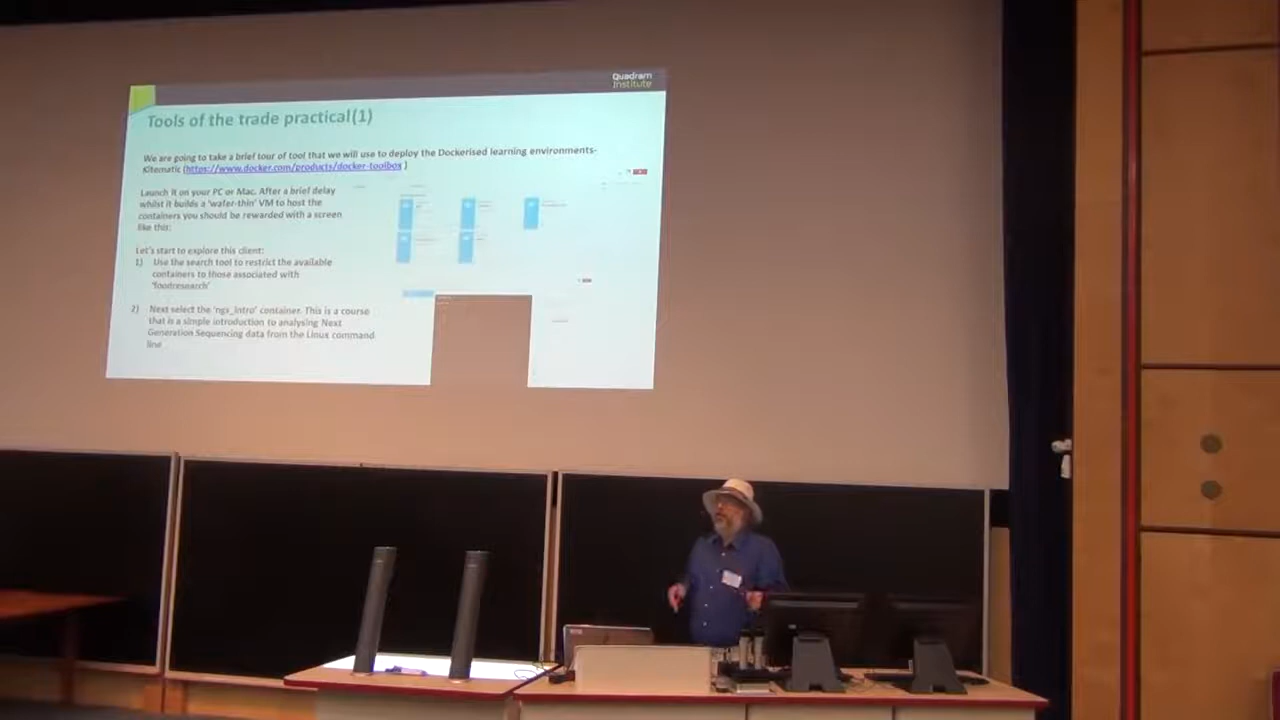 Quadram
Institute
Tools of the trade practical(1)
We are going to take a brief tour of tool that we will use to deploy the Dockerised learning environments-
Kitematic (https://www.docker.com/products/docker-toolbox )
Launch it on your PC or Mac. After a brief delay
whilst it builds a 'wafer-thin' VM to host the
containers you should be rewarded with a screen
like this:
Let's start to explore this client:
1) Use the search tool to restrict the available
containers to those associated with
'foodresearch'
2) Next select the 'ngs_intro' container. This is a course
that is a simple introduction to analysing Next
Generation Sequencing data from the Linux command
line